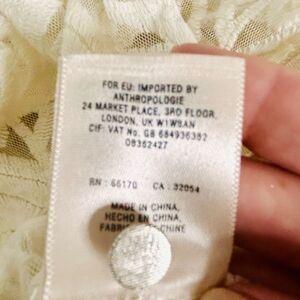 FOR EU: IMPORTED BY
ANTHROPOLOGIE
24 MARKET PLACE, 3RD FLOOR,
LONDON, UK W1W8AN
CIF: VAT No. GB 684936382
08362427
RN : 66170 CA : 32054
MADE IN CHINA,
HECHO EN CHINA,
CHINE